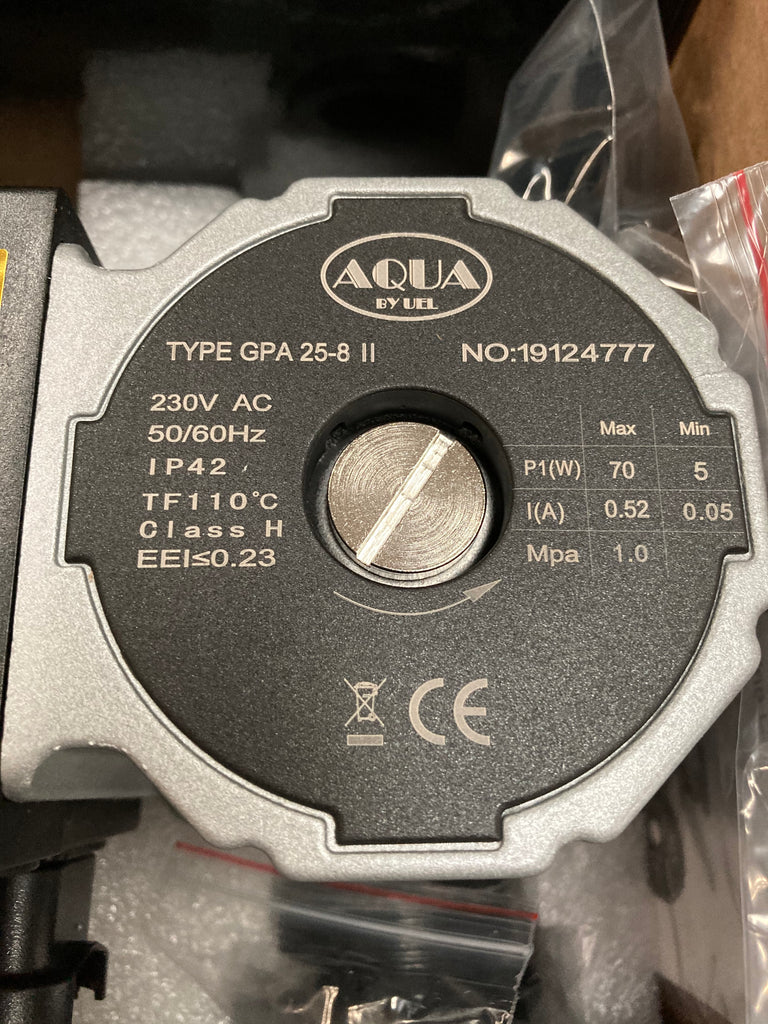 AQUA
BY UEL
TYPE GPA 25-8 II
NO:19124777
230V AC
50/60Hz
IP42
TF110°C
Class H
EEI≤0.23
Max Min
P1(W) 70 5
I(A) 0.52 0.05
Mpa 1.0
CE